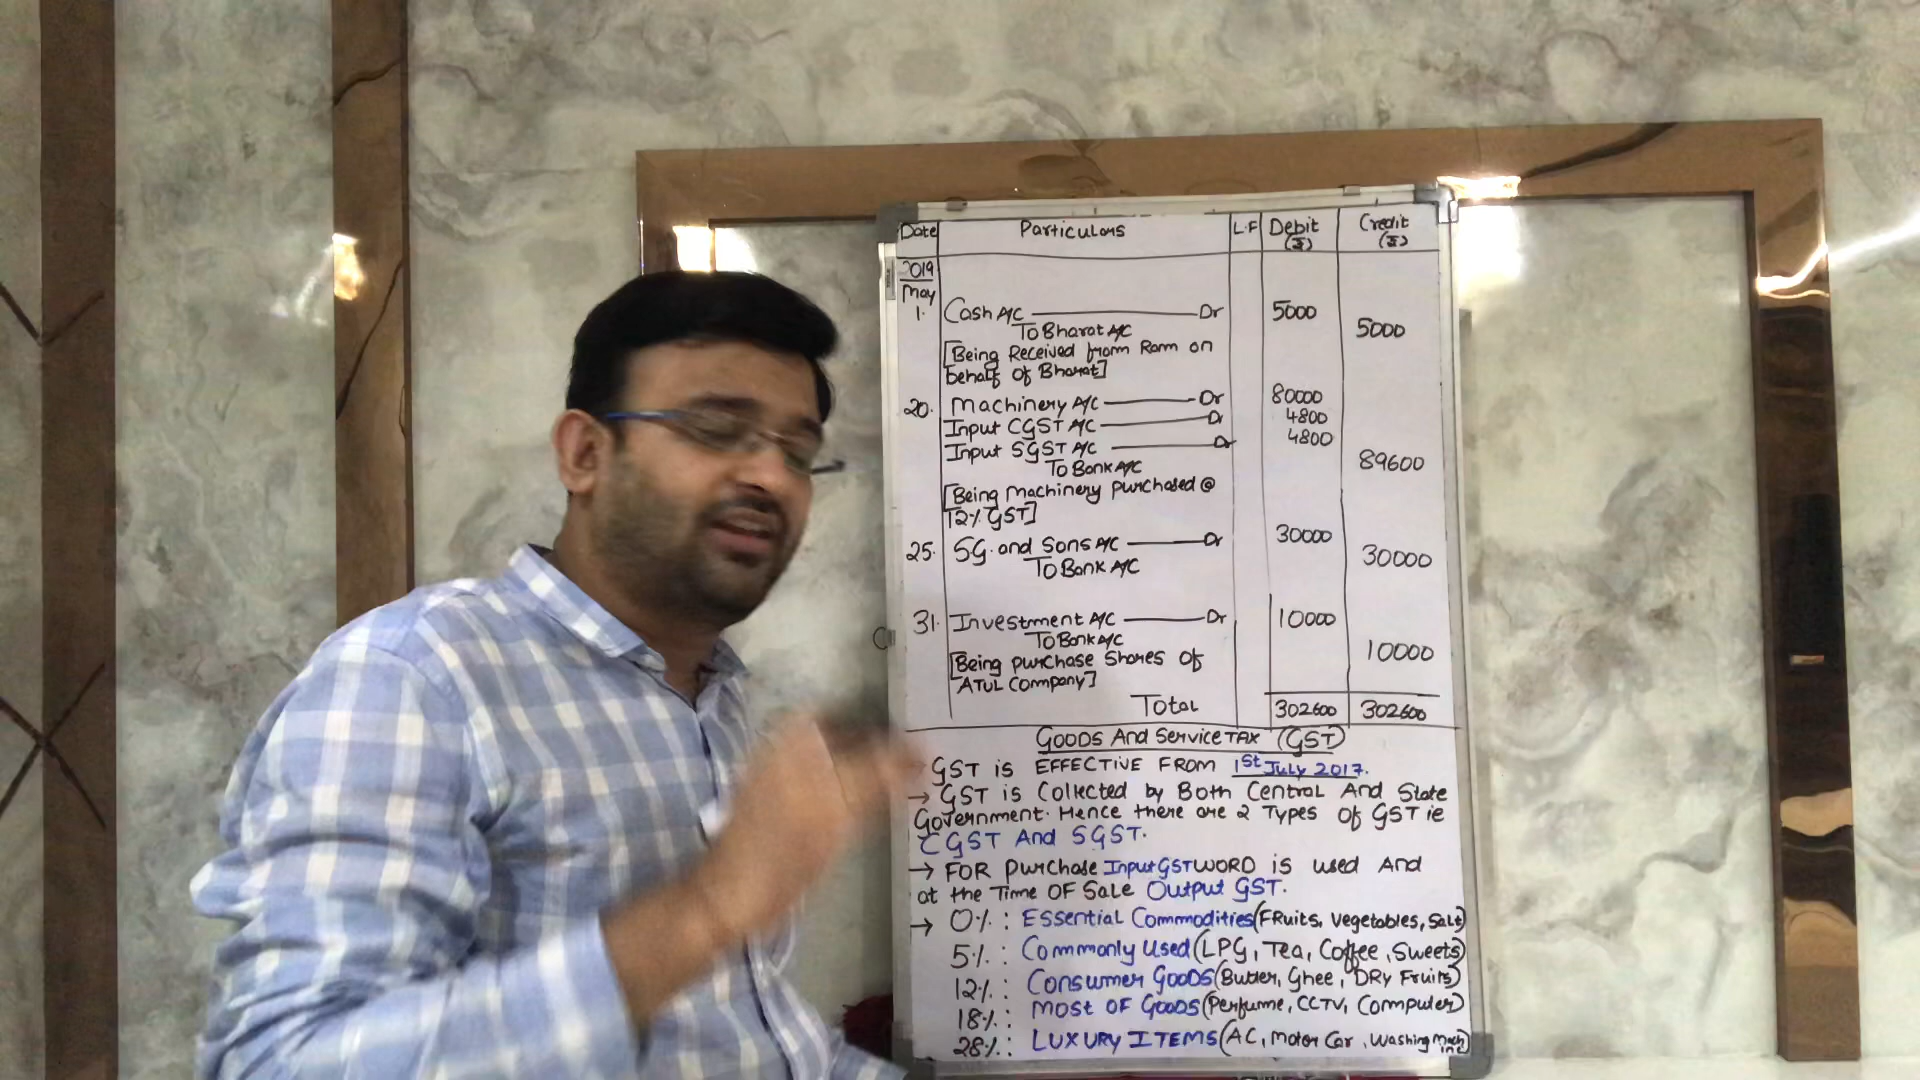 Date Particulars L.F Debit (₹) Credit (₹)
2019
May
1. Cash A/C Dr 5000
To Bharat A/C 5000
[Being Received from Ram on
behalf of Bharat]
20. Machinery A/C Dr 80000
Input CGST A/C Dr 4800
Input SGST A/C Dr 4800
To Bank A/C 89600
[Being Machinery purchased @
12% GST]
25. SG. and Sons A/C Dr 30000
To Bank A/C 30000
31. Investment A/C Dr 10000
To Bank A/C 10000
[Being purchase Shares of
ATUL Company]
Total 302600 302600
GOODS And Service TAX (GST)
GST is EFFECTIVE FROM 1st July 2017.
→ GST is Collected by Both Central And State
Government. Hence there are 2 Types Of GST ie
CGST And SGST.
→ FOR Purchase Input GST WORD is used And
at the Time OF Sale Output GST.
→ 0%: Essential Commodities (FRuits, Vegetables, Salt)
5%: Commonly Used (LPG, Tea, Coffee, Sweets)
12%: Consumer Goods (Butter, Ghee, DRy Fruits)
18%: Most OF Goods (Perfume, CCTV, Computer)
28%: LUXURY ITEMS (AC, Motor Car, Washing Machine)